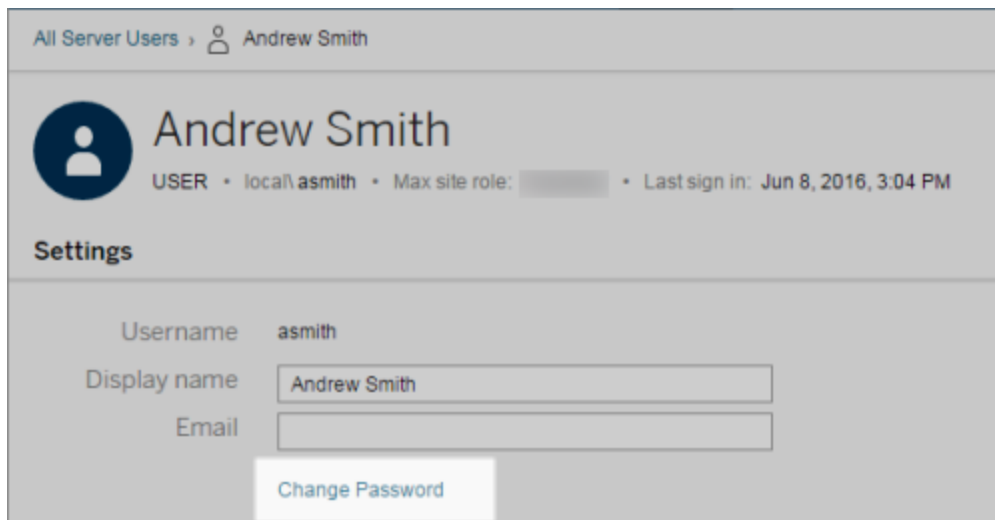 All Server Users › Andrew Smith
Andrew Smith
USER • local\asmith • Max site role: • Last sign in: Jun 8, 2016, 3:04 PM
Settings
Username asmith
Display name Andrew Smith
Email
Change Password